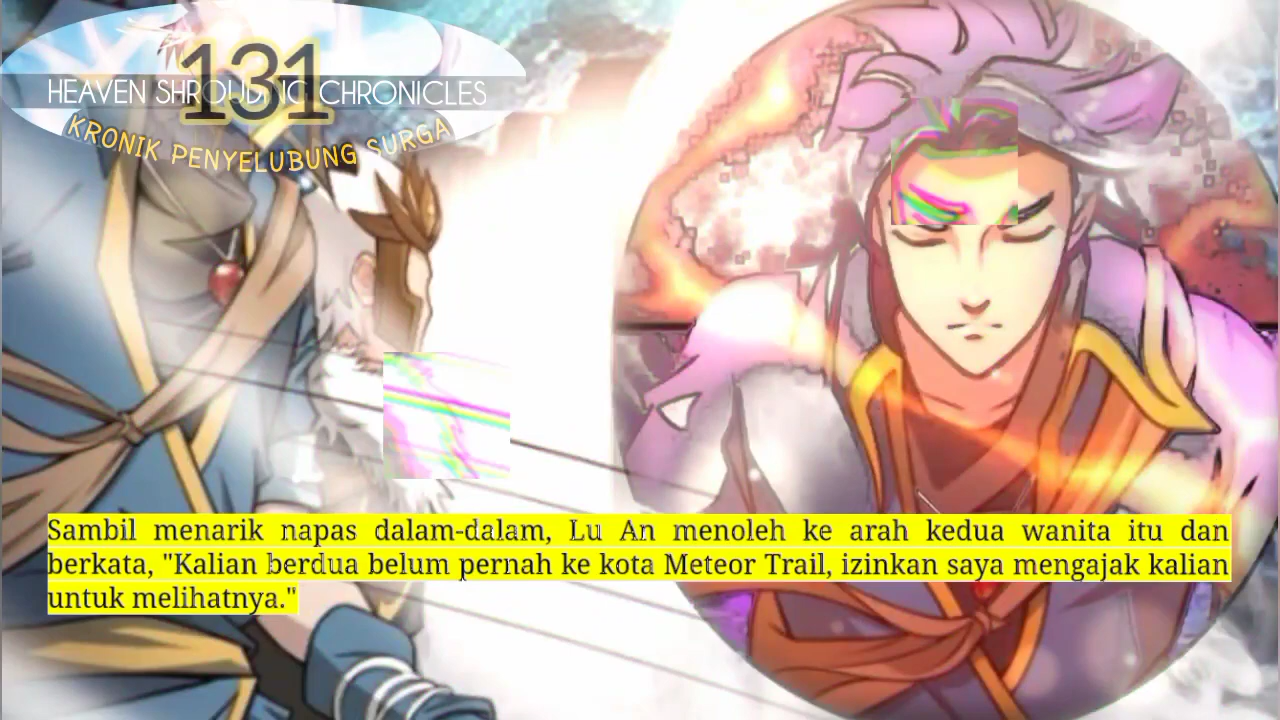 131
HEAVEN SHROUDING CHRONICLES
KRONIK PENYELUBUNG SURGA
Sambil menarik napas dalam-dalam, Lu An menoleh ke arah kedua wanita itu dan
berkata, "Kalian berdua belum pernah ke kota Meteor Trail, izinkan saya mengajak kalian
untuk melihatnya."